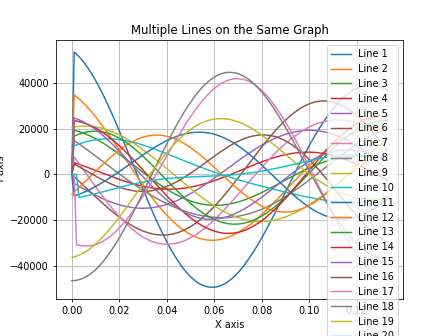 Multiple Lines on the Same Graph
40000
20000
0
−20000
−40000
0.00
0.02
0.04
0.06
0.08
0.10
X axis
Line 1
Line 2
Line 3
Line 4
Line 5
Line 6
Line 7
Line 8
Line 9
Line 10
Line 11
Line 12
Line 13
Line 14
Line 15
Line 16
Line 17
Line 18
Line 19
Line 20